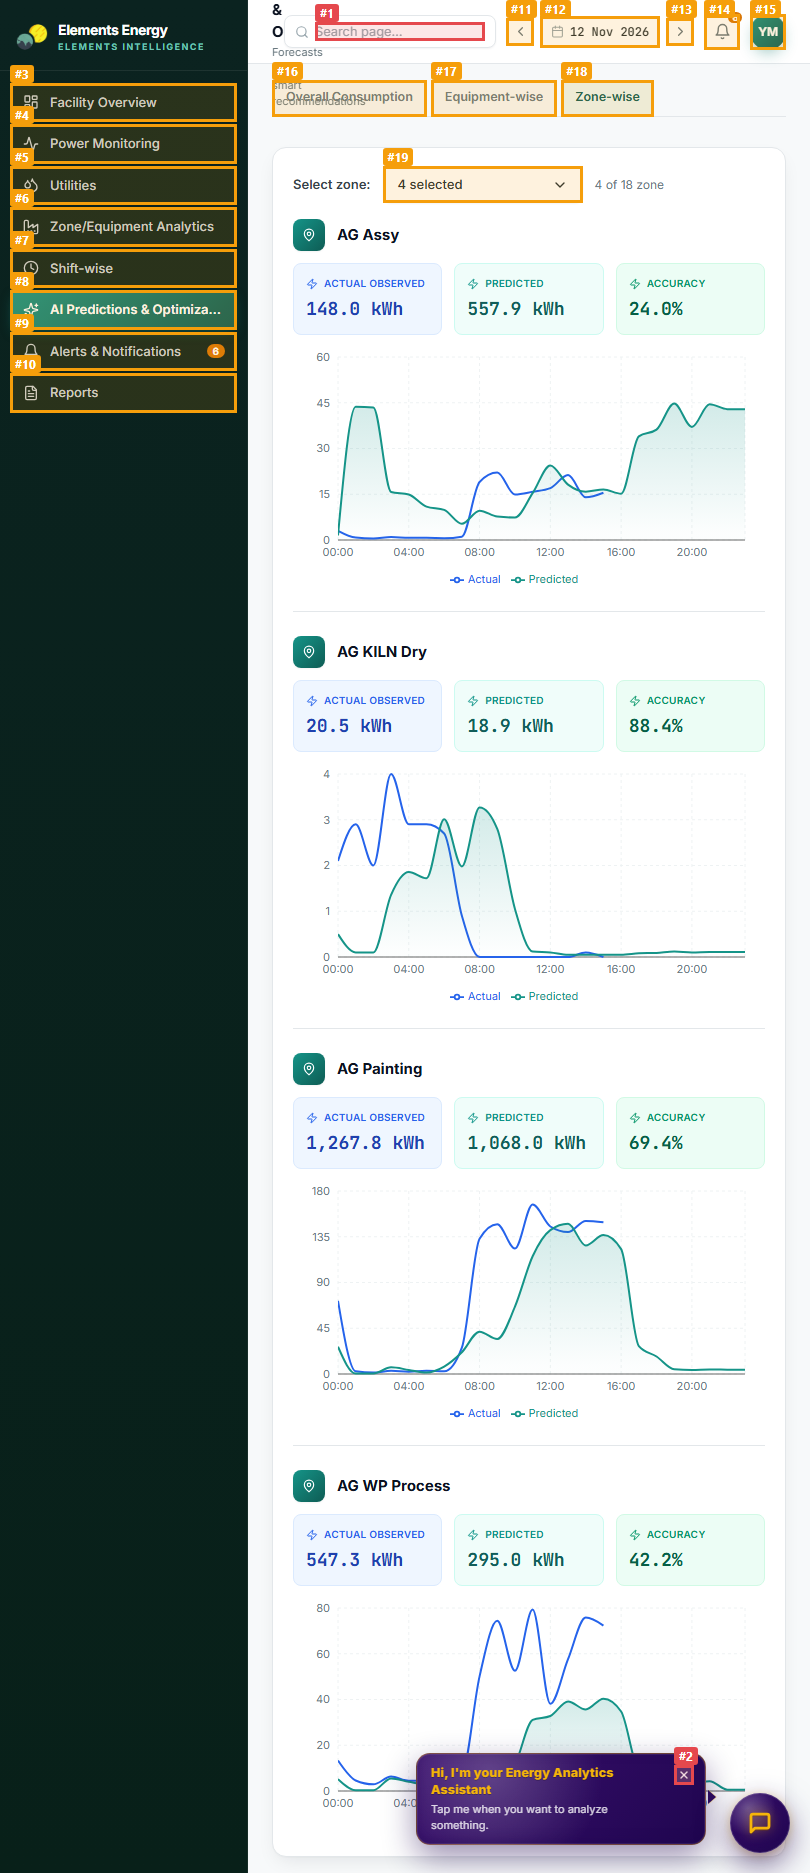 Elements Energy
ELEMENTS INTELLIGENCE
#3
Facility Overview
#4
Power Monitoring
#5
Utilities
#6
Zone/Equipment Analytics
#7
Shift-wise
#8
AI Predictions & Optimiza...
#9
Alerts & Notifications 6
#10
Reports
&
O
Forecasts
smart
recommendations
#1
Search page...
#11
#12
12 Nov 2026
#13
#14
#15
YM
#16
Overall Consumption
#17
Equipment-wise
#18
Zone-wise
#19
Select zone: 4 selected 4 of 18 zone
AG Assy
ACTUAL OBSERVED PREDICTED ACCURACY
148.0 kWh 557.9 kWh 24.0%
60
45
30
15
0
00:00 04:00 08:00 12:00 16:00 20:00
Actual Predicted
AG KILN Dry
ACTUAL OBSERVED PREDICTED ACCURACY
20.5 kWh 18.9 kWh 88.4%
4
3
2
1
0
00:00 04:00 08:00 12:00 16:00 20:00
Actual Predicted
AG Painting
ACTUAL OBSERVED PREDICTED ACCURACY
1,267.8 kWh 1,068.0 kWh 69.4%
180
135
90
45
0
00:00 04:00 08:00 12:00 16:00 20:00
Actual Predicted
AG WP Process
ACTUAL OBSERVED PREDICTED ACCURACY
547.3 kWh 295.0 kWh 42.2%
80
60
40
20
0
00:00 04:0
#2
Hi, I'm your Energy Analytics
Assistant
Tap me when you want to analyze
something.